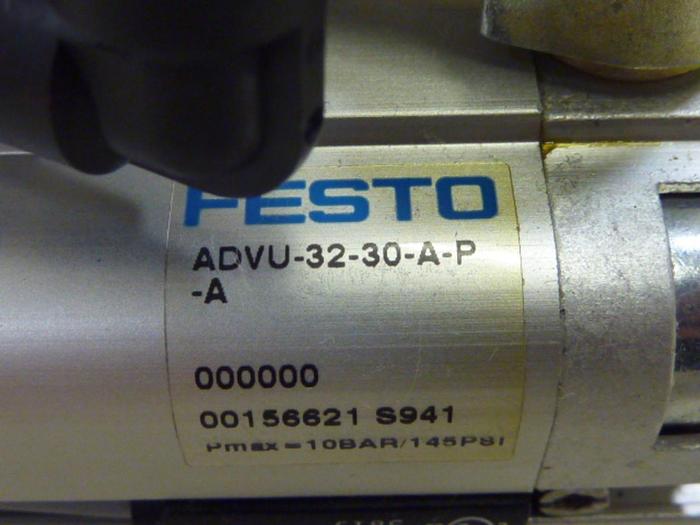 FESTO
ADVU-32-30-A-P
-A
000000
00156621 S941
Pmax=10BAR/145PSI